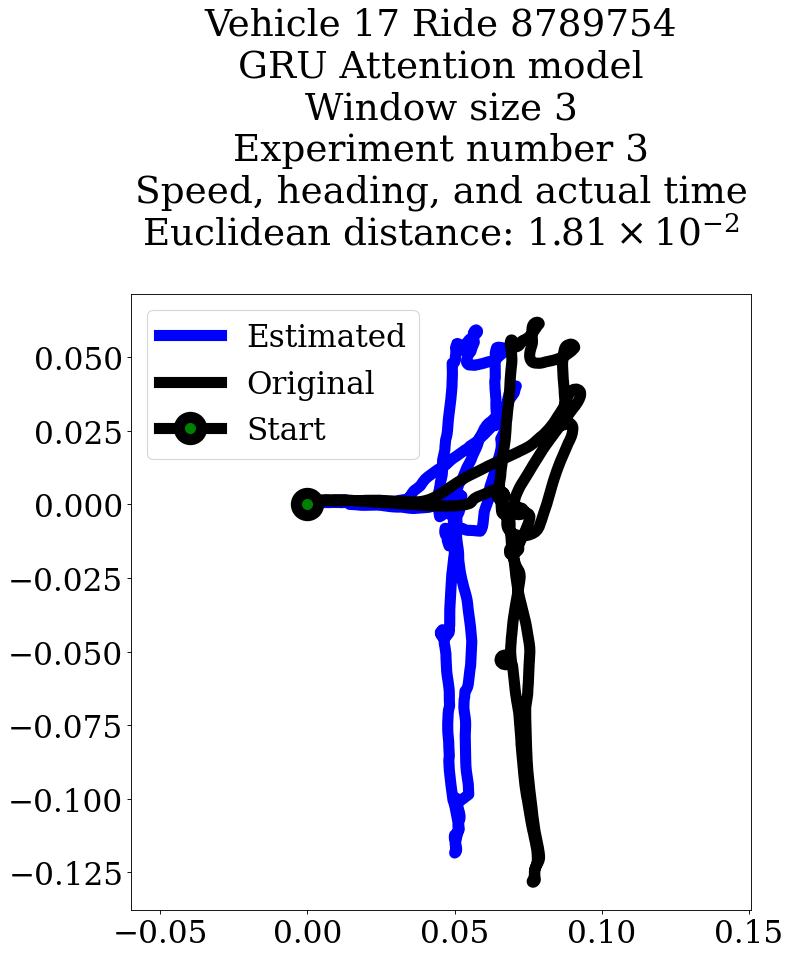 Vehicle 17 Ride 8789754
GRU Attention model
Window size 3
Experiment number 3
Speed, heading, and actual time
Euclidean distance: 1.81 × 10⁻²
Estimated
Original
Start
0.050
0.025
0.000
−0.025
−0.050
−0.075
−0.100
−0.125
−0.05 0.00 0.05 0.10 0.15